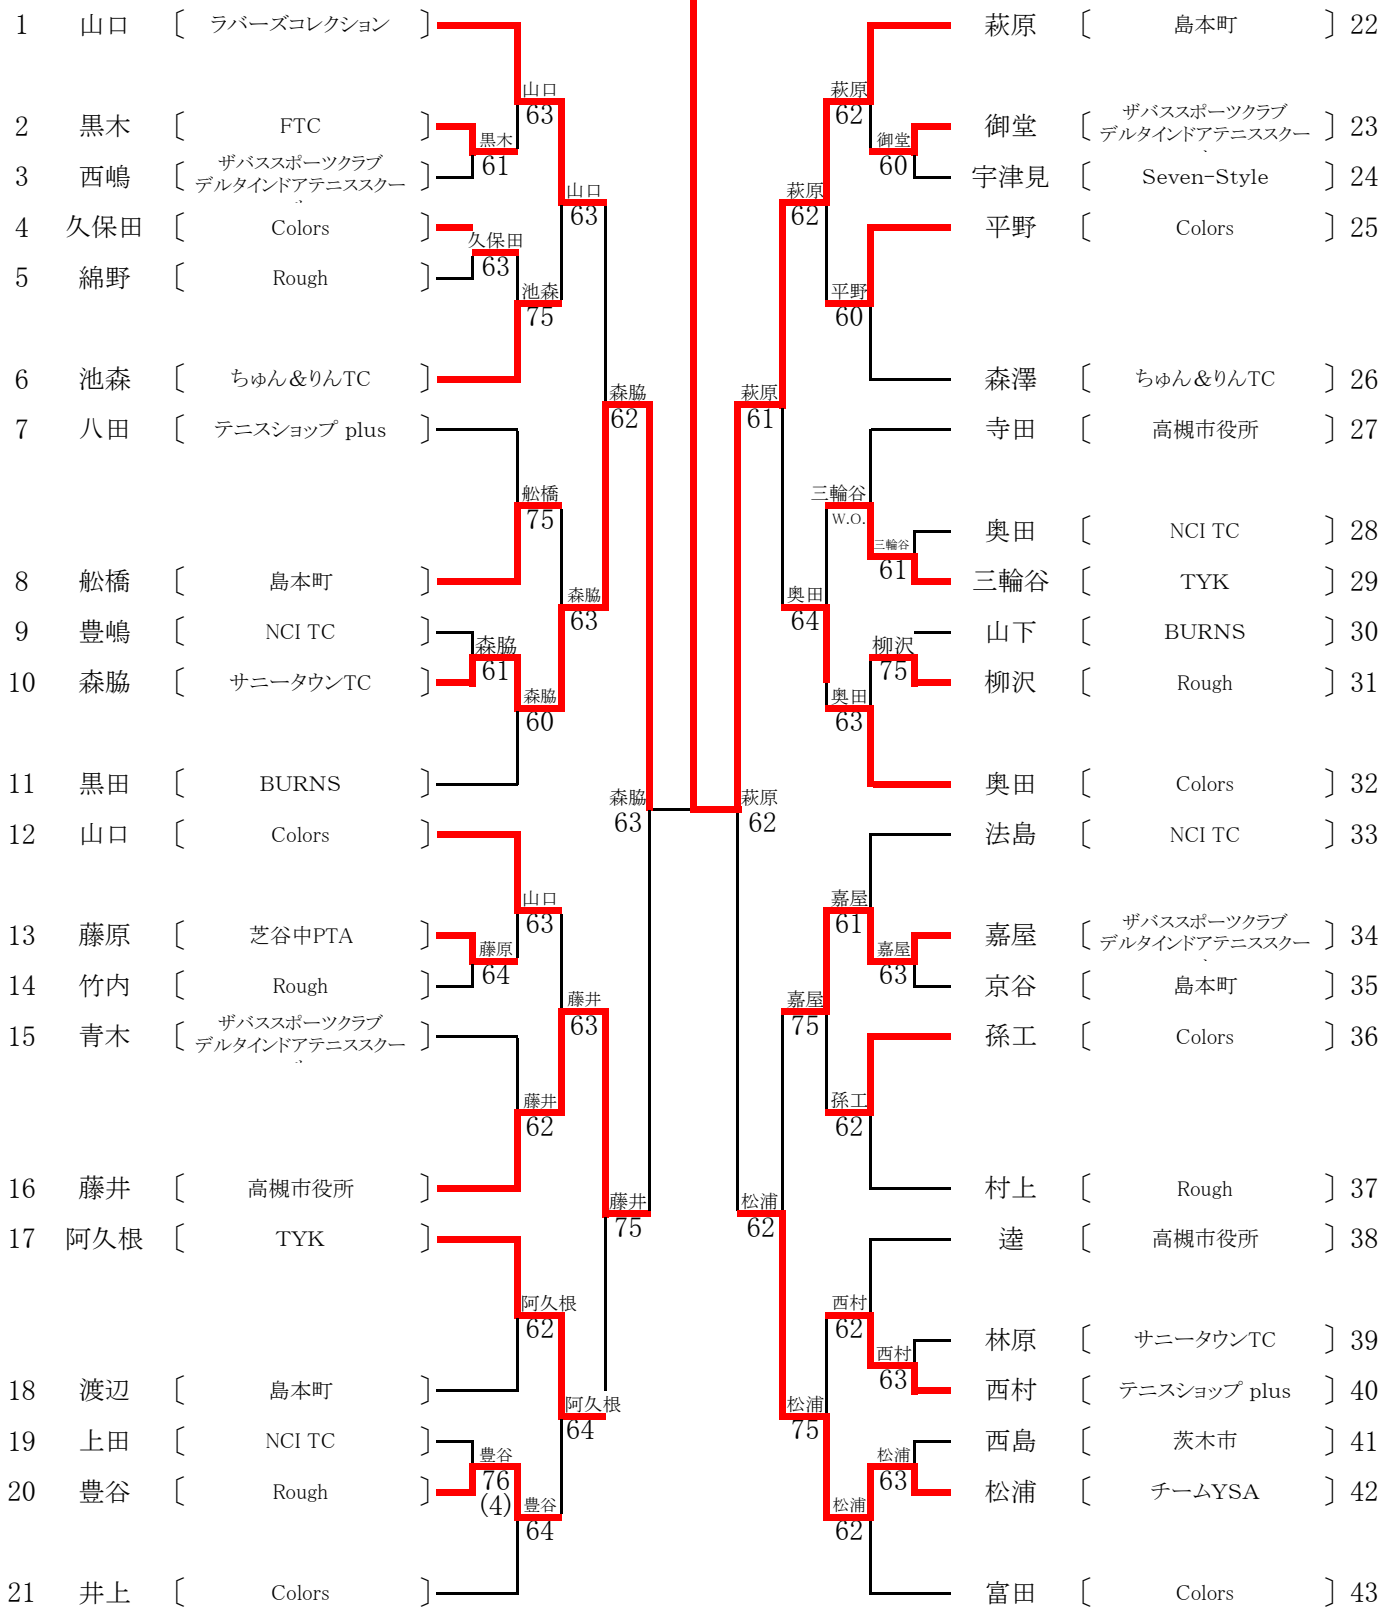 1 山口 〔 ラバーズコレクション 〕
2 黒木 〔 FTC 〕
3 西嶋 〔 ザバススポーツクラブ
デルタインドアテニススクー 〕
4 久保田 〔 Colors 〕
5 綿野 〔 Rough 〕
6 池森 〔 ちゅん&りんTC 〕
7 八田 〔 テニスショップ plus 〕
8 舩橋 〔 島本町 〕
9 豊嶋 〔 NCI TC 〕
10 森脇 〔 サニータウンTC 〕
11 黒田 〔 BURNS 〕
12 山口 〔 Colors 〕
13 藤原 〔 芝谷中PTA 〕
14 竹内 〔 Rough 〕
15 青木 〔 ザバススポーツクラブ
デルタインドアテニススクー 〕
16 藤井 〔 高槻市役所 〕
17 阿久根 〔 TYK 〕
18 渡辺 〔 島本町 〕
19 上田 〔 NCI TC 〕
20 豊谷 〔 Rough 〕
21 井上 〔 Colors 〕
黒木
61
久保田
63
森脇
61
藤原
64
豊谷
76
(4)
山口
63
池森
75
舩橋
75
森脇
60
山口
63
藤井
62
阿久根
62
豊谷
64
山口
63
森脇
63
藤井
63
阿久根
64
森脇
62
藤井
75
森脇
63
萩原
62
萩原
61
松浦
62
萩原
62
奥田
64
嘉屋
75
松浦
75
萩原
62
平野
60
三輪谷
W.O.
奥田
63
嘉屋
61
孫工
62
西村
62
松浦
62
御堂
60
三輪谷
61
柳沢
75
嘉屋
63
西村
63
松浦
63
萩原 〔 島本町 〕 22
御堂 〔 ザバススポーツクラブ
デルタインドアテニススクー 〕 23
宇津見 〔 Seven-Style 〕 24
平野 〔 Colors 〕 25
森澤 〔 ちゅん&りんTC 〕 26
寺田 〔 高槻市役所 〕 27
奥田 〔 NCI TC 〕 28
三輪谷 〔 TYK 〕 29
山下 〔 BURNS 〕 30
柳沢 〔 Rough 〕 31
奥田 〔 Colors 〕 32
法島 〔 NCI TC 〕 33
嘉屋 〔 ザバススポーツクラブ
デルタインドアテニススクー 〕 34
京谷 〔 島本町 〕 35
孫工 〔 Colors 〕 36
村上 〔 Rough 〕 37
逵 〔 高槻市役所 〕 38
林原 〔 サニータウンTC 〕 39
西村 〔 テニスショップ plus 〕 40
西島 〔 茨木市 〕 41
松浦 〔 チームYSA 〕 42
富田 〔 Colors 〕 43